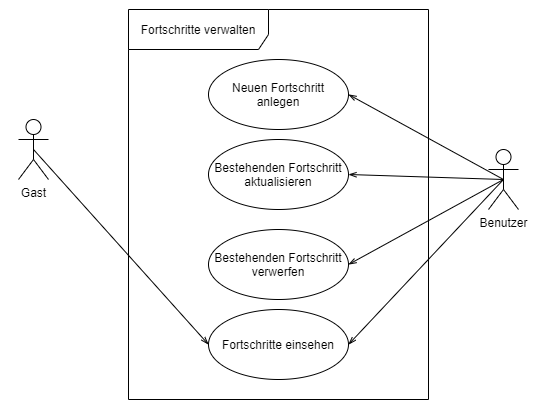 Fortschritte verwalten
Neuen Fortschritt
anlegen
Bestehenden Fortschritt
aktualisieren
Gast
Benutzer
Bestehenden Fortschritt
verwerfen
Fortschritte einsehen